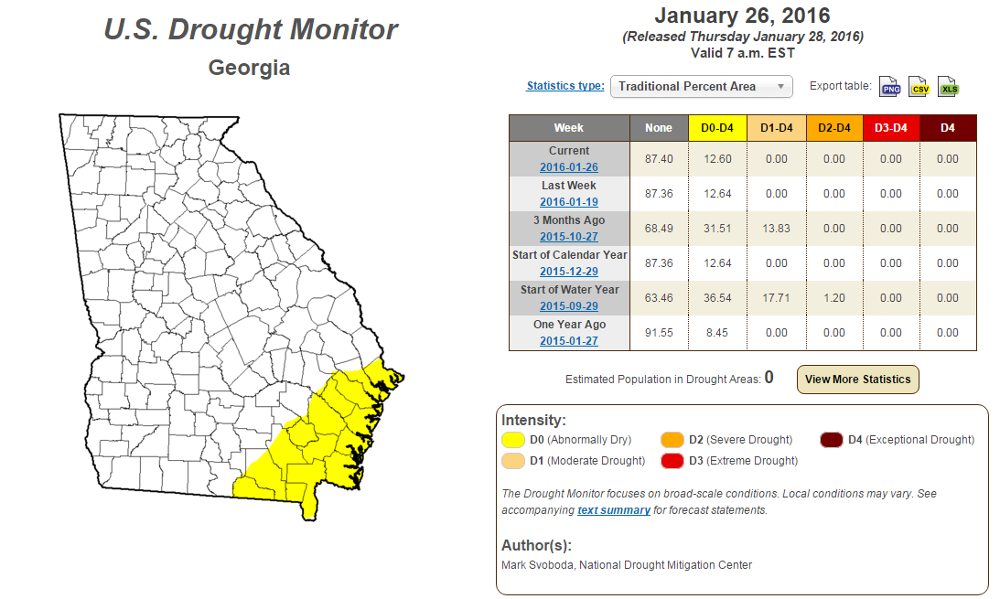 U.S. Drought Monitor
Georgia
January 26, 2016
(Released Thursday January 28, 2016)
Valid 7 a.m. EST
Statistics type: Traditional Percent Area Export table: PNG CSV XLS
Week None D0-D4 D1-D4 D2-D4 D3-D4 D4
Current
2016-01-26 87.40 12.60 0.00 0.00 0.00 0.00
Last Week
2016-01-19 87.36 12.64 0.00 0.00 0.00 0.00
3 Months Ago
2015-10-27 68.49 31.51 13.83 0.00 0.00 0.00
Start of Calendar Year
2015-12-29 87.36 12.64 0.00 0.00 0.00 0.00
Start of Water Year
2015-09-29 63.46 36.54 17.71 1.20 0.00 0.00
One Year Ago
2015-01-27 91.55 8.45 0.00 0.00 0.00 0.00
Estimated Population in Drought Areas: 0 View More Statistics
Intensity:
D0 (Abnormally Dry) D2 (Severe Drought) D4 (Exceptional Drought)
D1 (Moderate Drought) D3 (Extreme Drought)
The Drought Monitor focuses on broad-scale conditions. Local conditions may vary. See
accompanying text summary for forecast statements.
Author(s):
Mark Svoboda, National Drought Mitigation Center